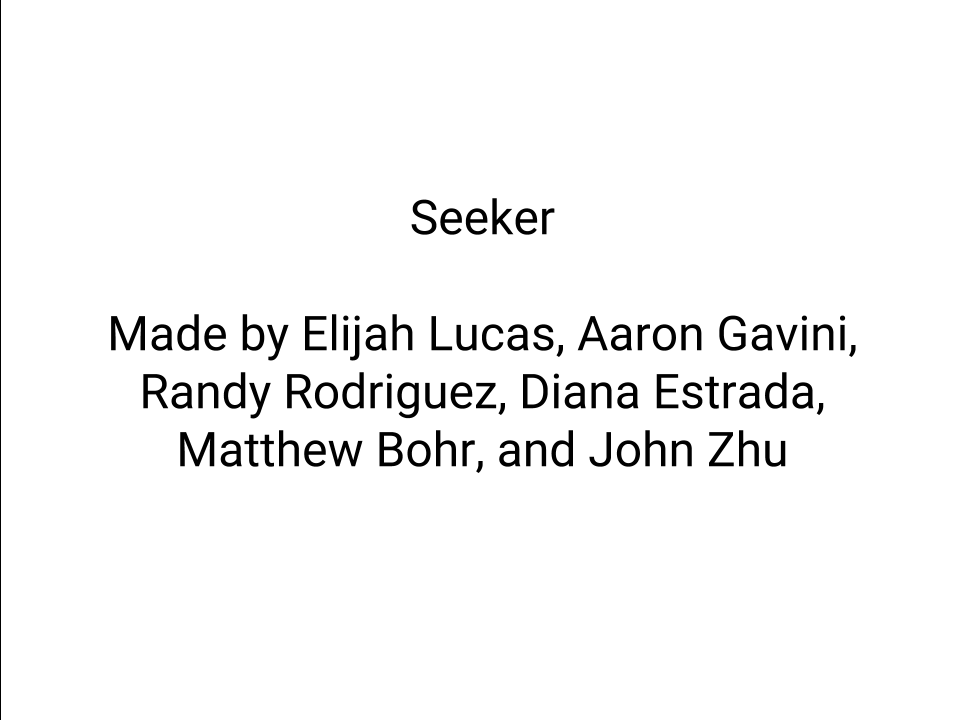 Seeker
Made by Elijah Lucas, Aaron Gavini,
Randy Rodriguez, Diana Estrada,
Matthew Bohr, and John Zhu